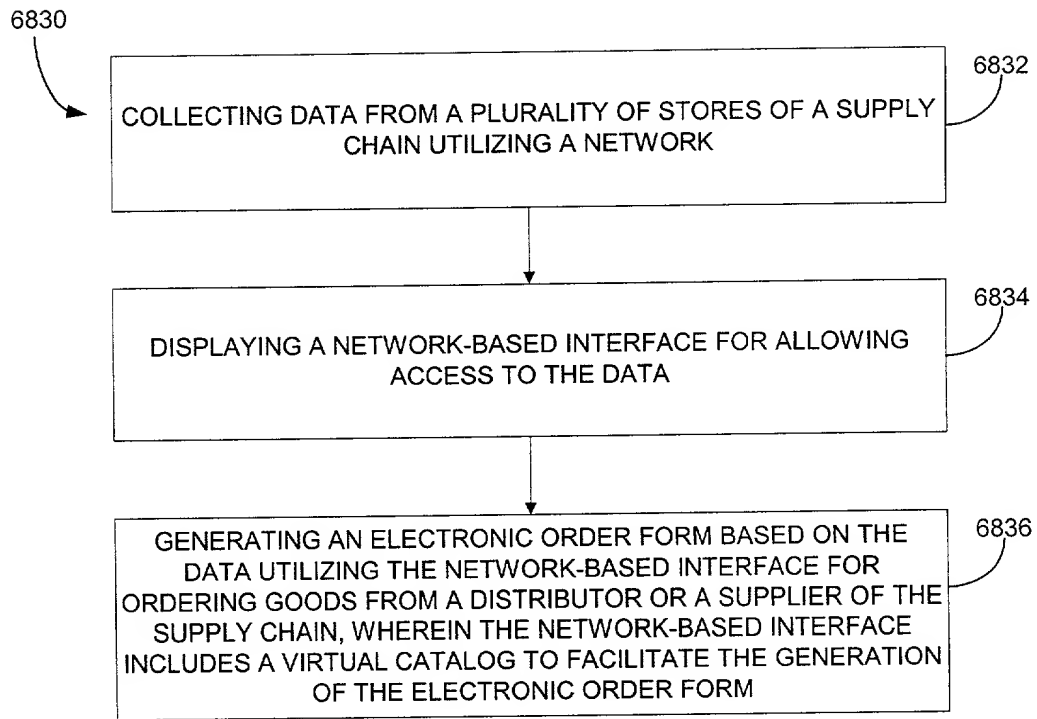 6830
6832
COLLECTING DATA FROM A PLURALITY OF STORES OF A SUPPLY
CHAIN UTILIZING A NETWORK
6834
DISPLAYING A NETWORK-BASED INTERFACE FOR ALLOWING
ACCESS TO THE DATA
6836
GENERATING AN ELECTRONIC ORDER FORM BASED ON THE
DATA UTILIZING THE NETWORK-BASED INTERFACE FOR
ORDERING GOODS FROM A DISTRIBUTOR OR A SUPPLIER OF THE
SUPPLY CHAIN, WHEREIN THE NETWORK-BASED INTERFACE
INCLUDES A VIRTUAL CATALOG TO FACILITATE THE GENERATION
OF THE ELECTRONIC ORDER FORM